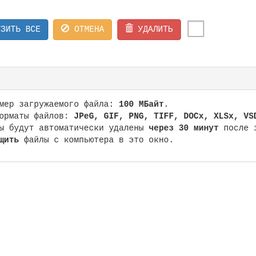 ЗИТЬ ВСЕ ОТМЕНА УДАЛИТЬ
мер загружаемого файла: 100 МБайт.
орматы файлов: JPeG, GIF, PNG, TIFF, DOCx, XLSx, VSD
ы будут автоматически удалены через 30 минут после
щить файлы с компьютера в это окно.